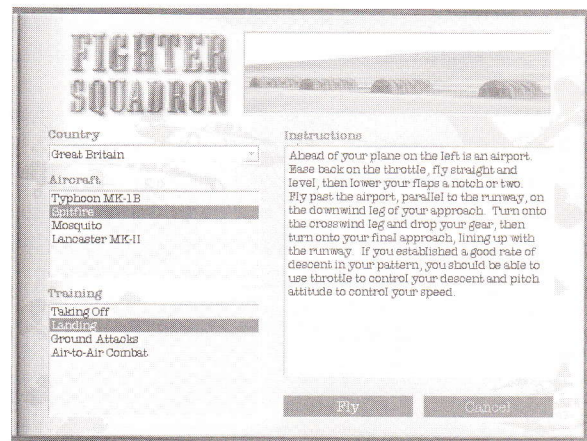 FIGHTER
SQUADRON
Country
Great Britain
Aircraft
Typhoon MK-1B
Spitfire
Mosquito
Lancaster MK-II
Training
Taking Off
Landing
Ground Attacks
Air-to-Air Combat
Instructions
Ahead of your plane on the left is an airport.
Ease back on the throttle, fly straight and
level, then lower your flaps a notch or two.
Fly past the airport, parallel to the runway, on
the downwind leg of your approach. Turn onto
the crosswind leg and drop your gear, then
turn onto your final approach, lining up with
the runway. If you established a good rate of
descent in your pattern, you should be able to
use throttle to control your descent and pitch
attitude to control your speed.
Fly
Cancel